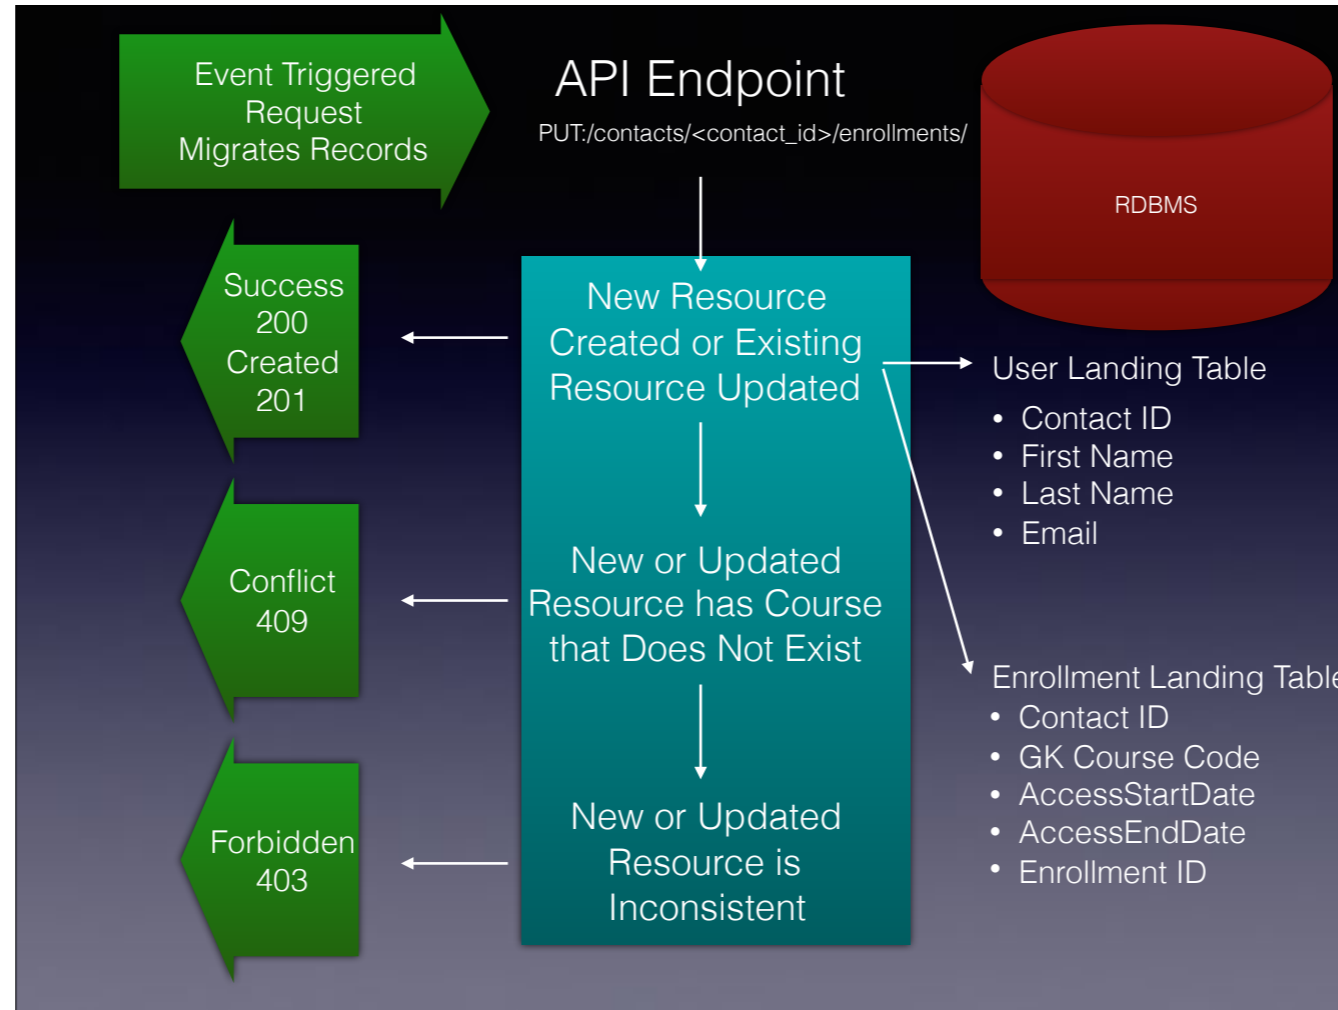 Event Triggered
Request
Migrates Records
API Endpoint
PUT:/contacts/<contact_id>/enrollments/
RDBMS
Success
200
Created
201
New Resource
Created or Existing
Resource Updated
User Landing Table
• Contact ID
• First Name
• Last Name
• Email
Conflict
409
New or Updated
Resource has Course
that Does Not Exist
Enrollment Landing Table
• Contact ID
• GK Course Code
• AccessStartDate
• AccessEndDate
• Enrollment ID
Forbidden
403
New or Updated
Resource is
Inconsistent